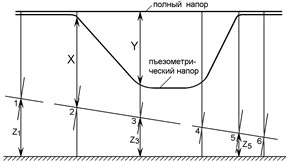 полный напор
X
Y
пьезометри-
ческий напор
1
2
3
4
5
6
Z1
Z3
Z5